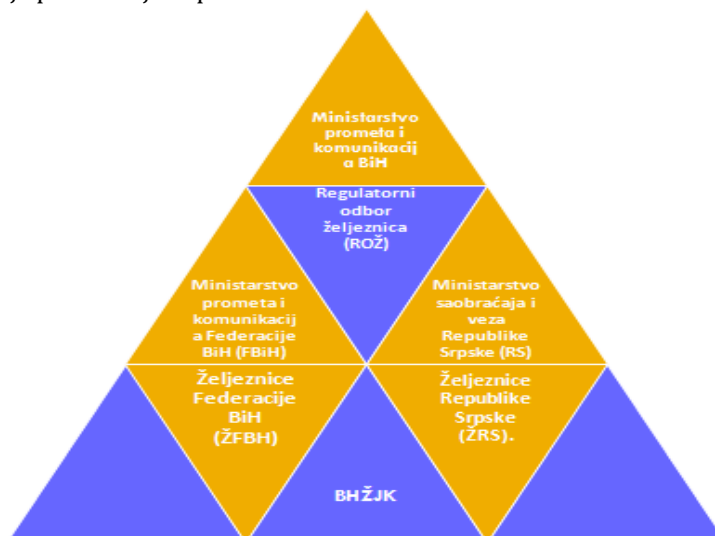 Ministarstvo
prometa i
komunikacij
a BiH
Regulatorni
odbor
željeznica
(ROŽ)
Ministarstvo
prometa i
komunikacij
a Federacije
BiH (FBiH)
Ministarstvo
saobraćaja i
veza
Republike
Srpske (RS)
Željeznice
Federacije
BiH
(ŽFBH)
Željeznice
Republike
Srpske
(ŽRS).
BHŽJK